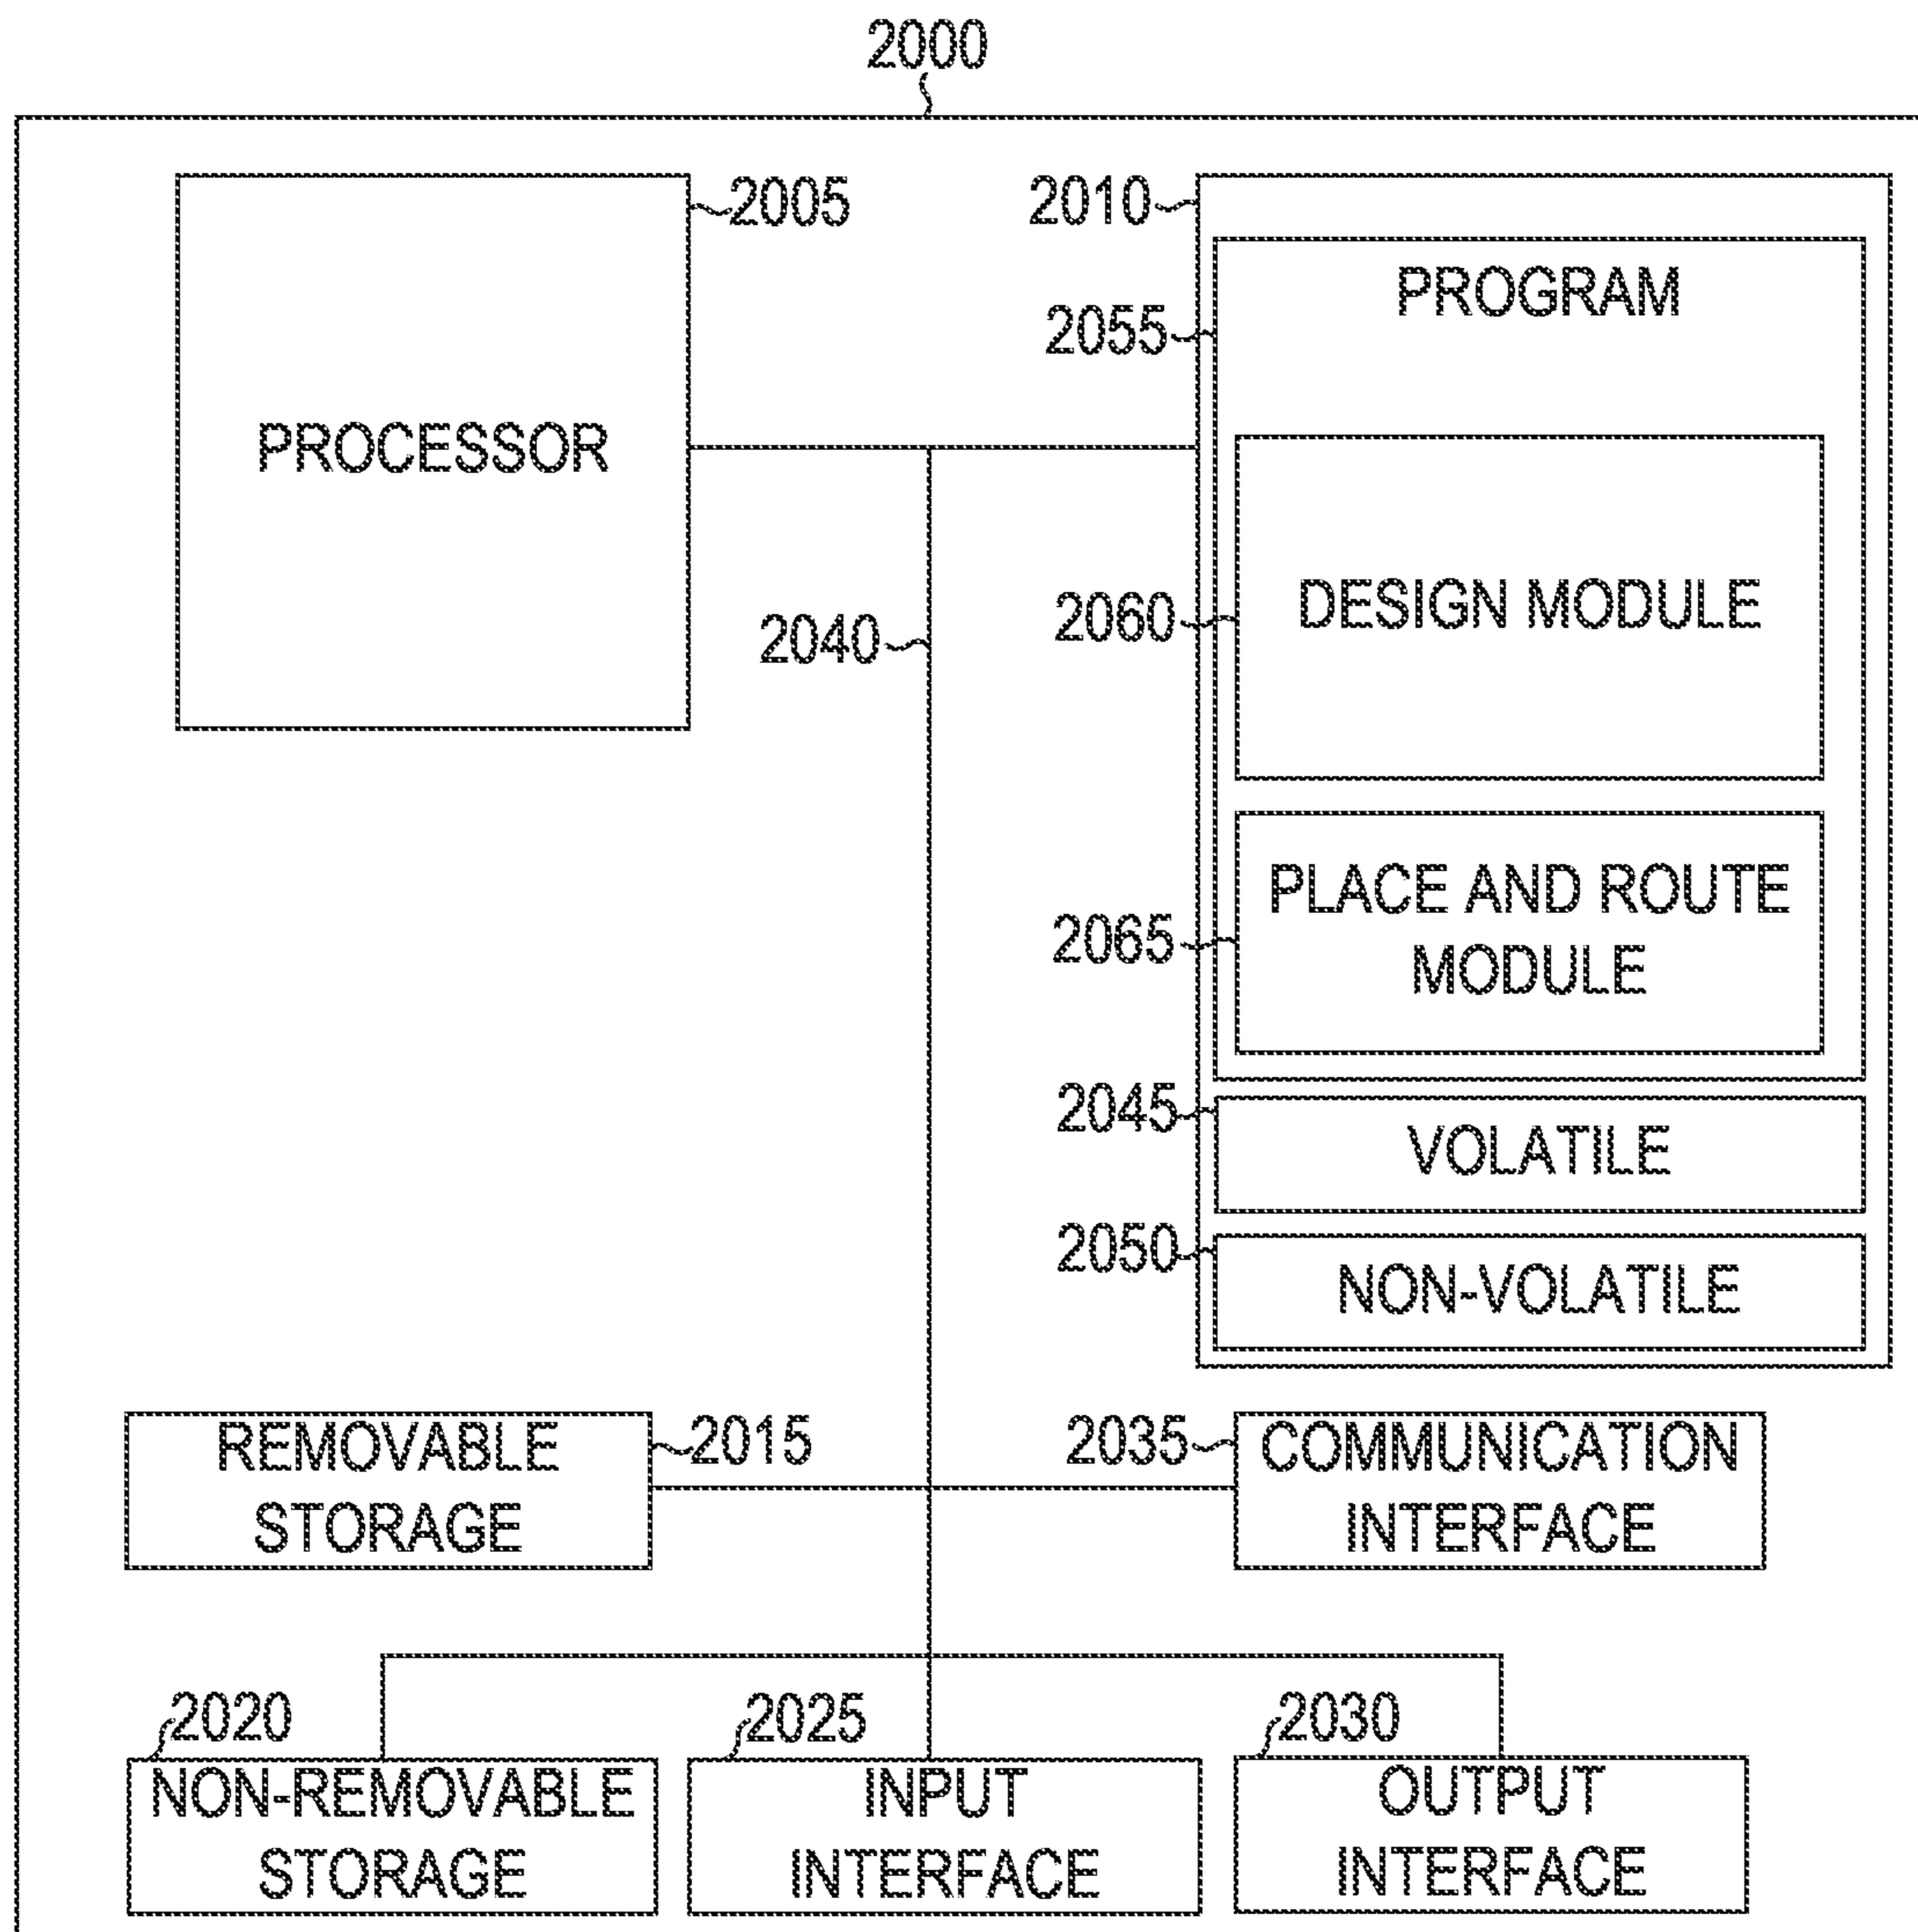 2000
2005
2010
PROGRAM
2055
PROCESSOR
DESIGN MODULE
2060
2040
PLACE AND ROUTE
MODULE
2065
2045
VOLATILE
2050
NON-VOLATILE
REMOVABLE
STORAGE
2015
2035
COMMUNICATION
INTERFACE
2020
NON-REMOVABLE
STORAGE
2025
INPUT
INTERFACE
2030
OUTPUT
INTERFACE